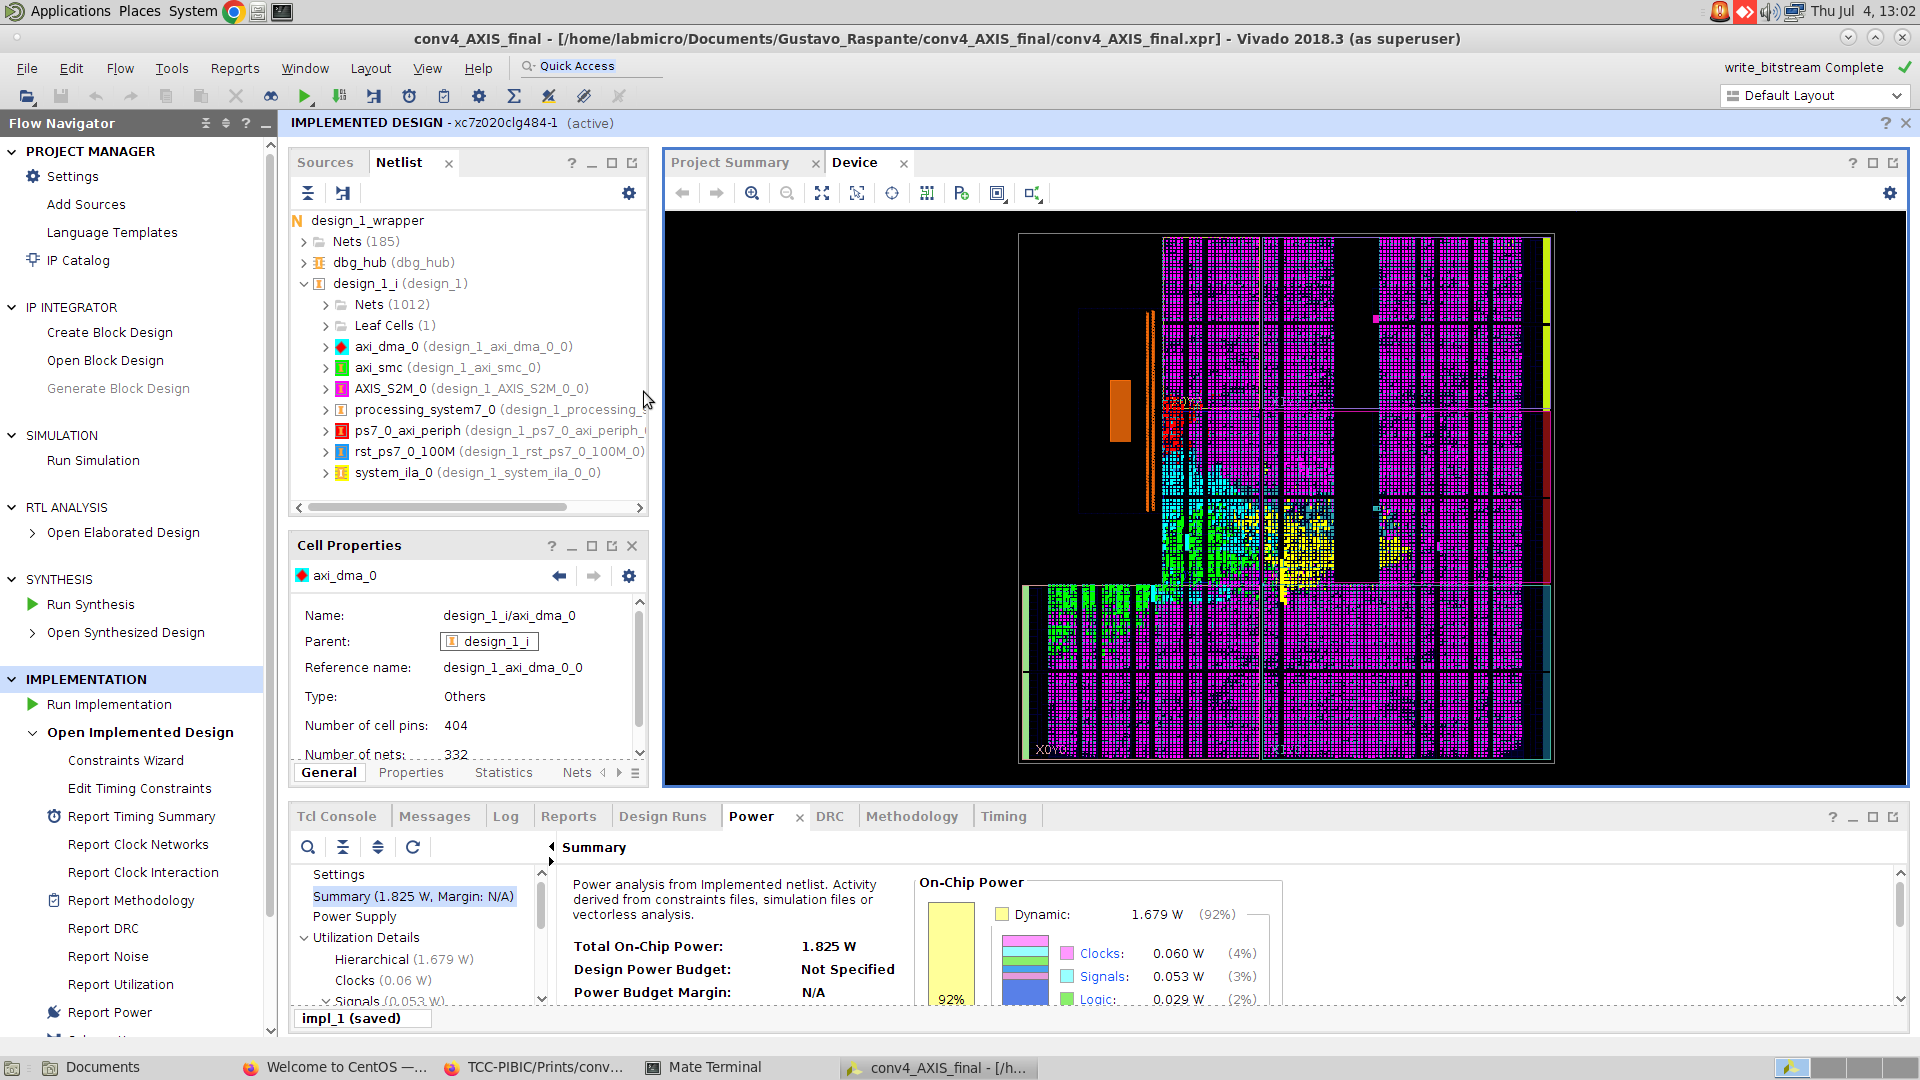 Applications Places System
Thu Jul 4, 13:02
conv4_AXIS_final - [/home/labmicro/Documents/Gustavo_Raspante/conv4_AXIS_final/conv4_AXIS_final.xpr] - Vivado 2018.3 (as superuser)
File Edit Flow Tools Reports Window Layout View Help
Quick Access
write_bitstream Complete
Default Layout
Flow Navigator
PROJECT MANAGER
Settings
Add Sources
Language Templates
IP Catalog
IP INTEGRATOR
Create Block Design
Open Block Design
Generate Block Design
SIMULATION
Run Simulation
RTL ANALYSIS
Open Elaborated Design
SYNTHESIS
Run Synthesis
Open Synthesized Design
IMPLEMENTATION
Run Implementation
Open Implemented Design
Constraints Wizard
Edit Timing Constraints
Report Timing Summary
Report Clock Networks
Report Clock Interaction
Report Methodology
Report DRC
Report Noise
Report Utilization
Report Power
IMPLEMENTED DESIGN - xc7z020clg484-1 (active)
Sources
Netlist
design_1_wrapper
Nets (185)
dbg_hub (dbg_hub)
design_1_i (design_1)
Nets (1012)
Leaf Cells (1)
axi_dma_0 (design_1_axi_dma_0_0)
axi_smc (design_1_axi_smc_0)
AXIS_S2M_0 (design_1_AXIS_S2M_0_0)
processing_system7_0 (design_1_processing_
ps7_0_axi_periph (design_1_ps7_0_axi_periph_
rst_ps7_0_100M (design_1_rst_ps7_0_100M_0)
system_ila_0 (design_1_system_ila_0_0)
Cell Properties
axi_dma_0
Name: design_1_i/axi_dma_0
Parent: design_1_i
Reference name: design_1_axi_dma_0_0
Type: Others
Number of cell pins: 404
Number of nets: 332
General Properties Statistics Nets
Project Summary
Device
X0Y0
Tcl Console Messages Log Reports Design Runs Power DRC Methodology Timing
Summary
Settings
Summary (1.825 W, Margin: N/A)
Power Supply
Utilization Details
Hierarchical (1.679 W)
Clocks (0.06 W)
Signals (0.053 W)
Power analysis from Implemented netlist. Activity
derived from constraints files, simulation files or
vectorless analysis.
Total On-Chip Power: 1.825 W
Design Power Budget: Not Specified
Power Budget Margin: N/A
On-Chip Power
Dynamic: 1.679 W (92%)
Clocks: 0.060 W (4%)
Signals: 0.053 W (3%)
Logic: 0.029 W (2%)
92%
impl_1 (saved)
Documents
Welcome to CentOS —...
TCC-PIBIC/Prints/conv...
Mate Terminal
conv4_AXIS_final - [/h...